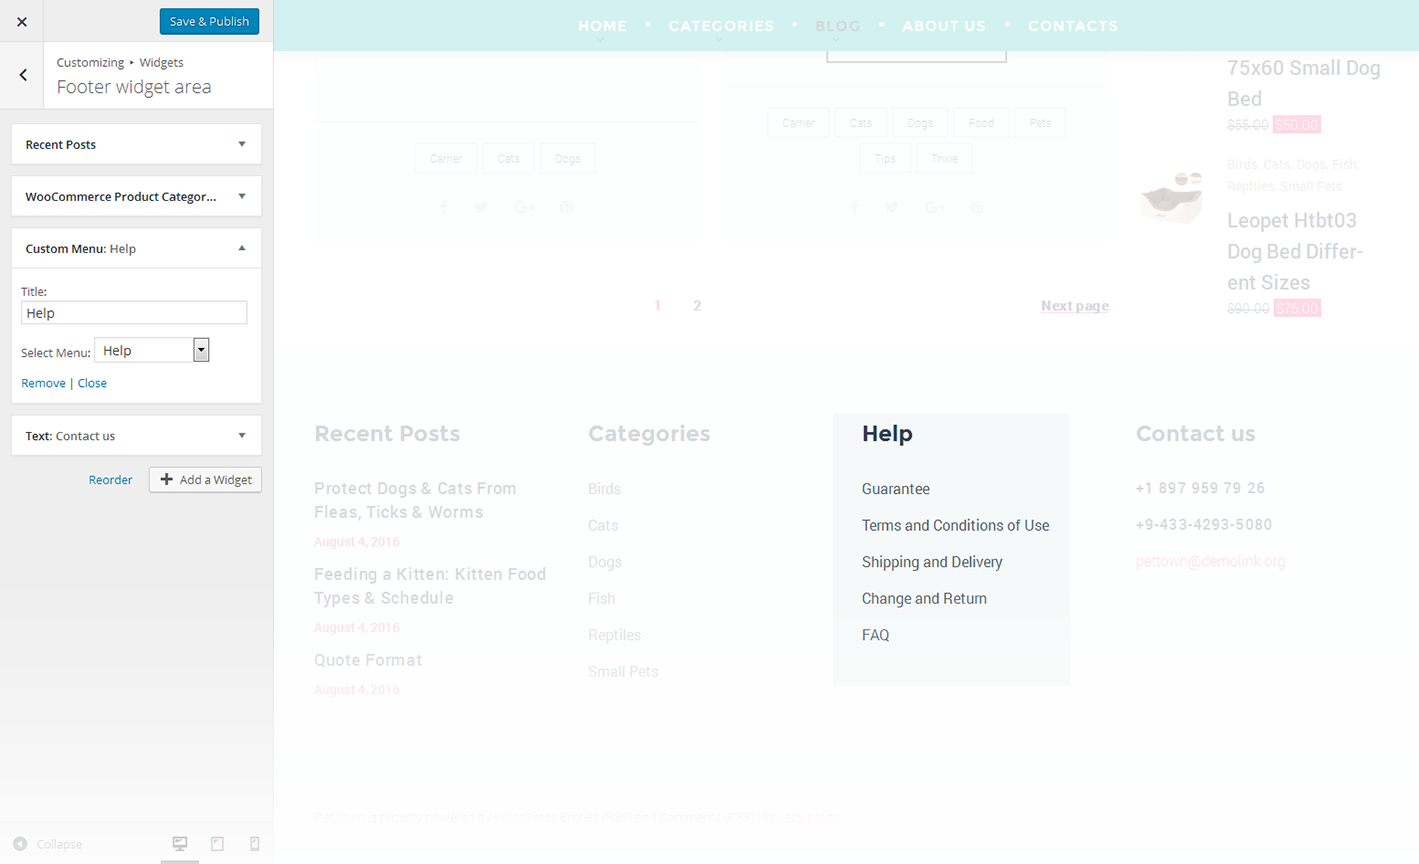 Save & Publish
Customizing ▸ Widgets
Footer widget area
Recent Posts
WooCommerce Product Categor...
Custom Menu: Help
Title:
Help
Select Menu: Help
Remove | Close
Text: Contact us
Reorder
Add a Widget
Collapse
HOME • CATEGORIES • BLOG • ABOUT US • CONTACTS
Carrier Cats Dogs
Carrier Cats Dogs Food Pets
Tips Trixie
75x60 Small Dog
Bed
$55.00 $50.00
Birds, Cats, Dogs, Fish,
Reptiles, Small Pets
Leopet Htbt03
Dog Bed Differ-
ent Sizes
$90.00 $75.00
1 2 Next page
Recent Posts
Protect Dogs & Cats From
Fleas, Ticks & Worms
August 4, 2016
Feeding a Kitten: Kitten Food
Types & Schedule
August 4, 2016
Quote Format
August 4, 2016
Categories
Birds
Cats
Dogs
Fish
Reptiles
Small Pets
Help
Guarantee
Terms and Conditions of Use
Shipping and Delivery
Change and Return
FAQ
Contact us
+1 897 959 79 26
+9-433-4293-5080
pettown@demolink.org
is proudly powered by WordPress Entries (RSS) and Comments (RSS) Privacy policy